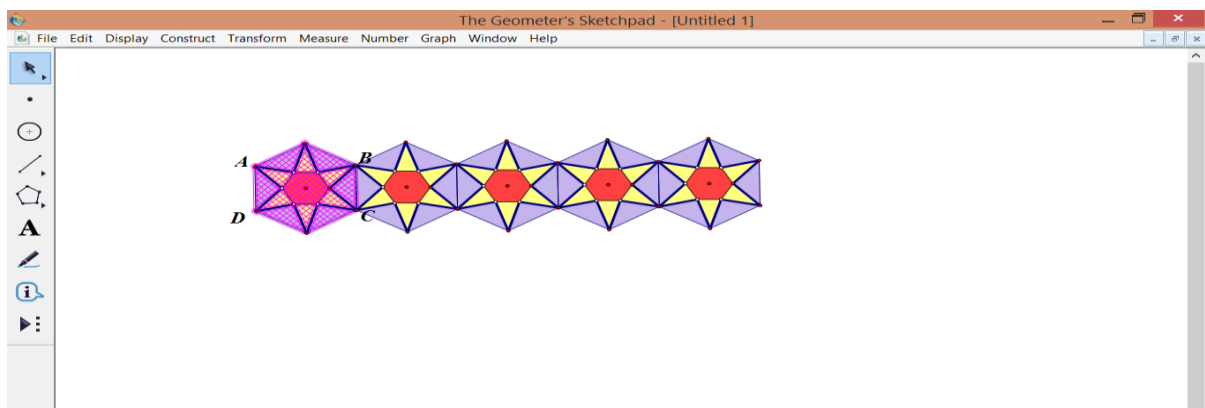 The Geometer's Sketchpad - [Untitled 1]
File Edit Display Construct Transform Measure Number Graph Window Help
A B
D C
A